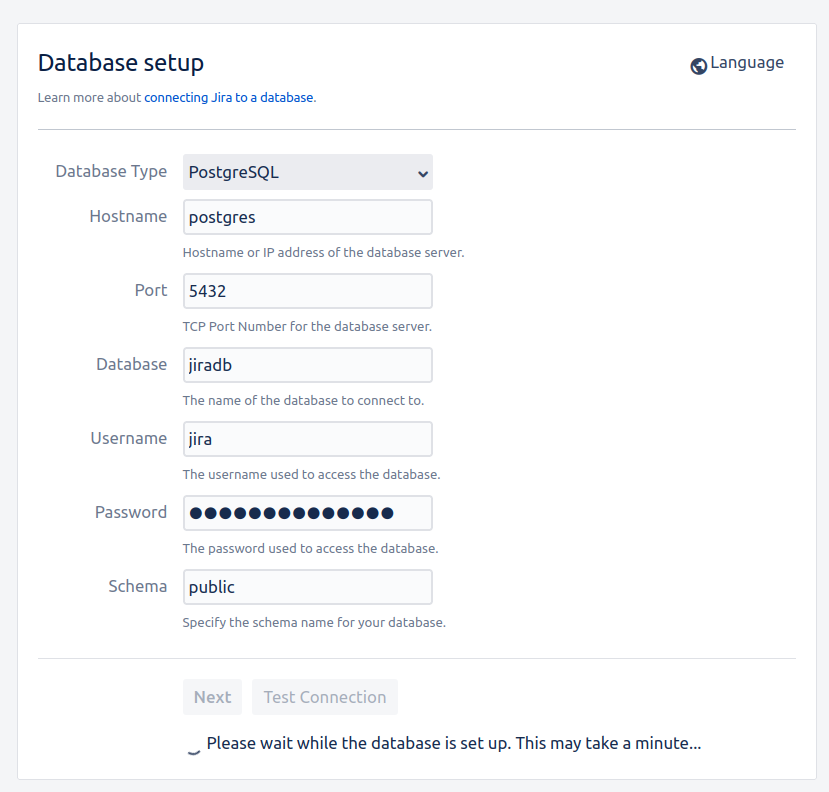 Database setup
Language
Learn more about connecting Jira to a database.
Database Type PostgreSQL
Hostname postgres
Hostname or IP address of the database server.
Port 5432
TCP Port Number for the database server.
Database jiradb
The name of the database to connect to.
Username jira
The username used to access the database.
Password ●●●●●●●●●●●●●●
The password used to access the database.
Schema public
Specify the schema name for your database.
Next Test Connection
Please wait while the database is set up. This may take a minute...